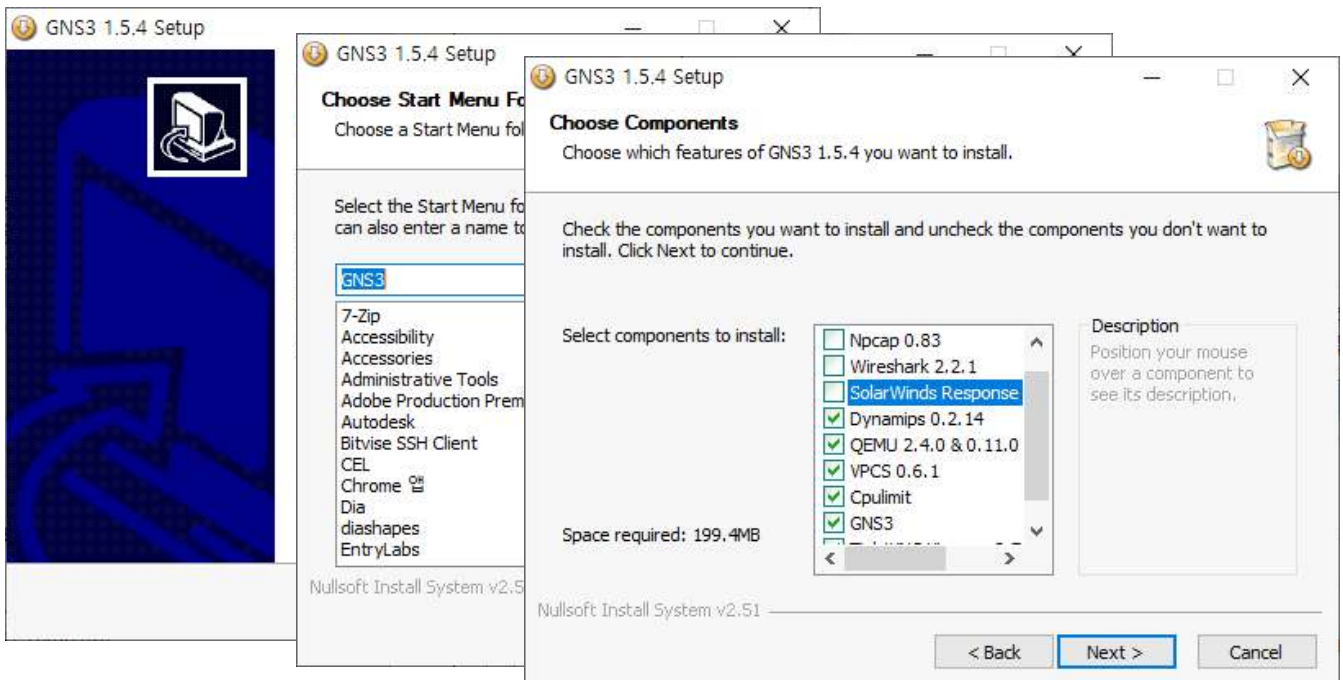 GNS3 1.5.4 Setup
GNS3 1.5.4 Setup
Choose Start Menu Fo
Choose a Start Menu fol
Select the Start Menu fo
can also enter a name to
GNS3
7-Zip
Accessibility
Accessories
Administrative Tools
Adobe Production Prem
Autodesk
Bitvise SSH Client
CEL
Chrome 앱
Dia
diashapes
EntryLabs
Nullsoft Install System v2.5
GNS3 1.5.4 Setup
Choose Components
Choose which features of GNS3 1.5.4 you want to install.
Check the components you want to install and uncheck the components you don't want to
install. Click Next to continue.
Select components to install:
Npcap 0.83
Wireshark 2.2.1
SolarWinds Response
Dynamips 0.2.14
QEMU 2.4.0 & 0.11.0
VPCS 0.6.1
Cpulimit
GNS3
Description
Position your mouse
over a component to
see its description.
Space required: 199.4MB
Nullsoft Install System v2.51
< Back
Next >
Cancel